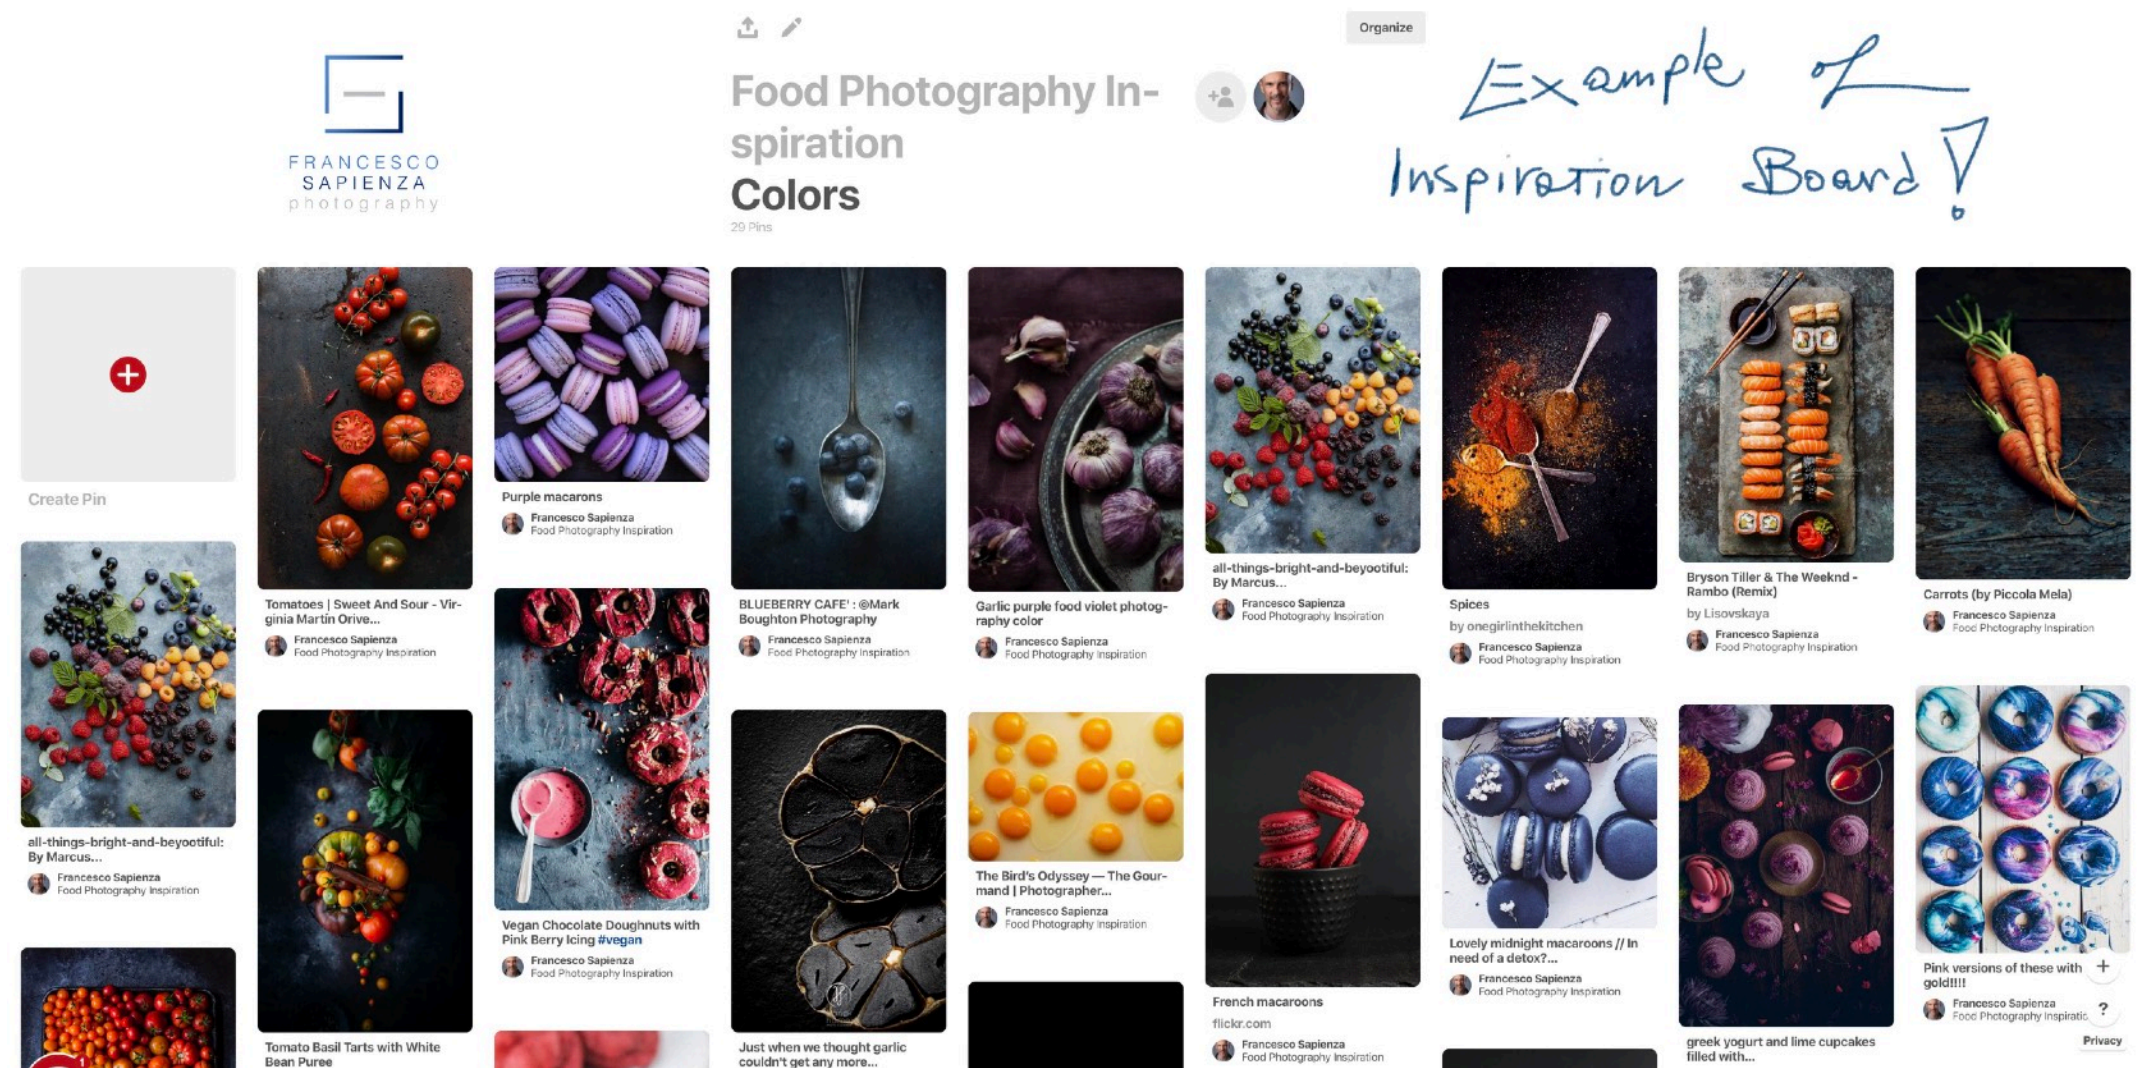 FRANCESCO
SAPIENZA
photography
Organize
Food Photography In-
spiration
Colors
29 Pins
Example of
Inspiration Board!
Create Pin
all-things-bright-and-beyootiful:
By Marcus...
Francesco Sapienza
Food Photography Inspiration
Tomatoes | Sweet And Sour - Vir-
ginia Martín Orive...
Francesco Sapienza
Food Photography Inspiration
Tomato Basil Tarts with White
Bean Puree
Purple macarons
Francesco Sapienza
Food Photography Inspiration
Vegan Chocolate Doughnuts with
Pink Berry Icing #vegan
Francesco Sapienza
Food Photography Inspiration
BLUEBERRY CAFE' : ©Mark
Boughton Photography
Francesco Sapienza
Food Photography Inspiration
Just when we thought garlic
couldn't get any more...
Garlic purple food violet photog-
raphy color
Francesco Sapienza
Food Photography Inspiration
The Bird's Odyssey — The Gour-
mand | Photographer...
Francesco Sapienza
Food Photography Inspiration
all-things-bright-and-beyootiful:
By Marcus...
Francesco Sapienza
Food Photography Inspiration
French macaroons
flickr.com
Francesco Sapienza
Food Photography Inspiration
Spices
by onegirlinthekitchen
Francesco Sapienza
Food Photography Inspiration
Lovely midnight macaroons // In
need of a detox?...
Francesco Sapienza
Food Photography Inspiration
Bryson Tiller & The Weeknd -
Rambo (Remix)
by Lisovskaya
Francesco Sapienza
Food Photography Inspiration
greek yogurt and lime cupcakes
filled with...
Carrots (by Piccola Mela)
Francesco Sapienza
Food Photography Inspiration
Pink versions of these with
gold!!!!
Francesco Sapienza
Food Photography Inspiratic
?
Privacy